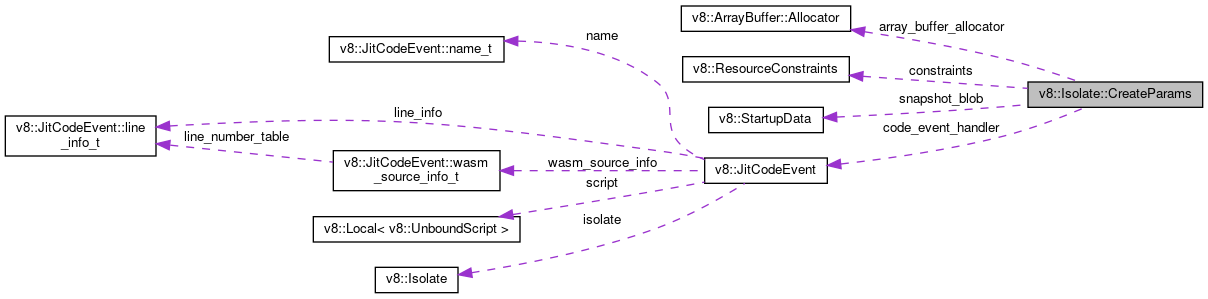 v8::ArrayBuffer::Allocator
array_buffer_allocator
name
v8::JitCodeEvent::name_t
v8::ResourceConstraints
constraints
v8::Isolate::CreateParams
snapshot_blob
v8::StartupData
code_event_handler
line_info
v8::JitCodeEvent::line
_info_t
line_number_table
v8::JitCodeEvent::wasm
_source_info_t
wasm_source_info
v8::JitCodeEvent
script
v8::Local< v8::UnboundScript >
isolate
v8::Isolate